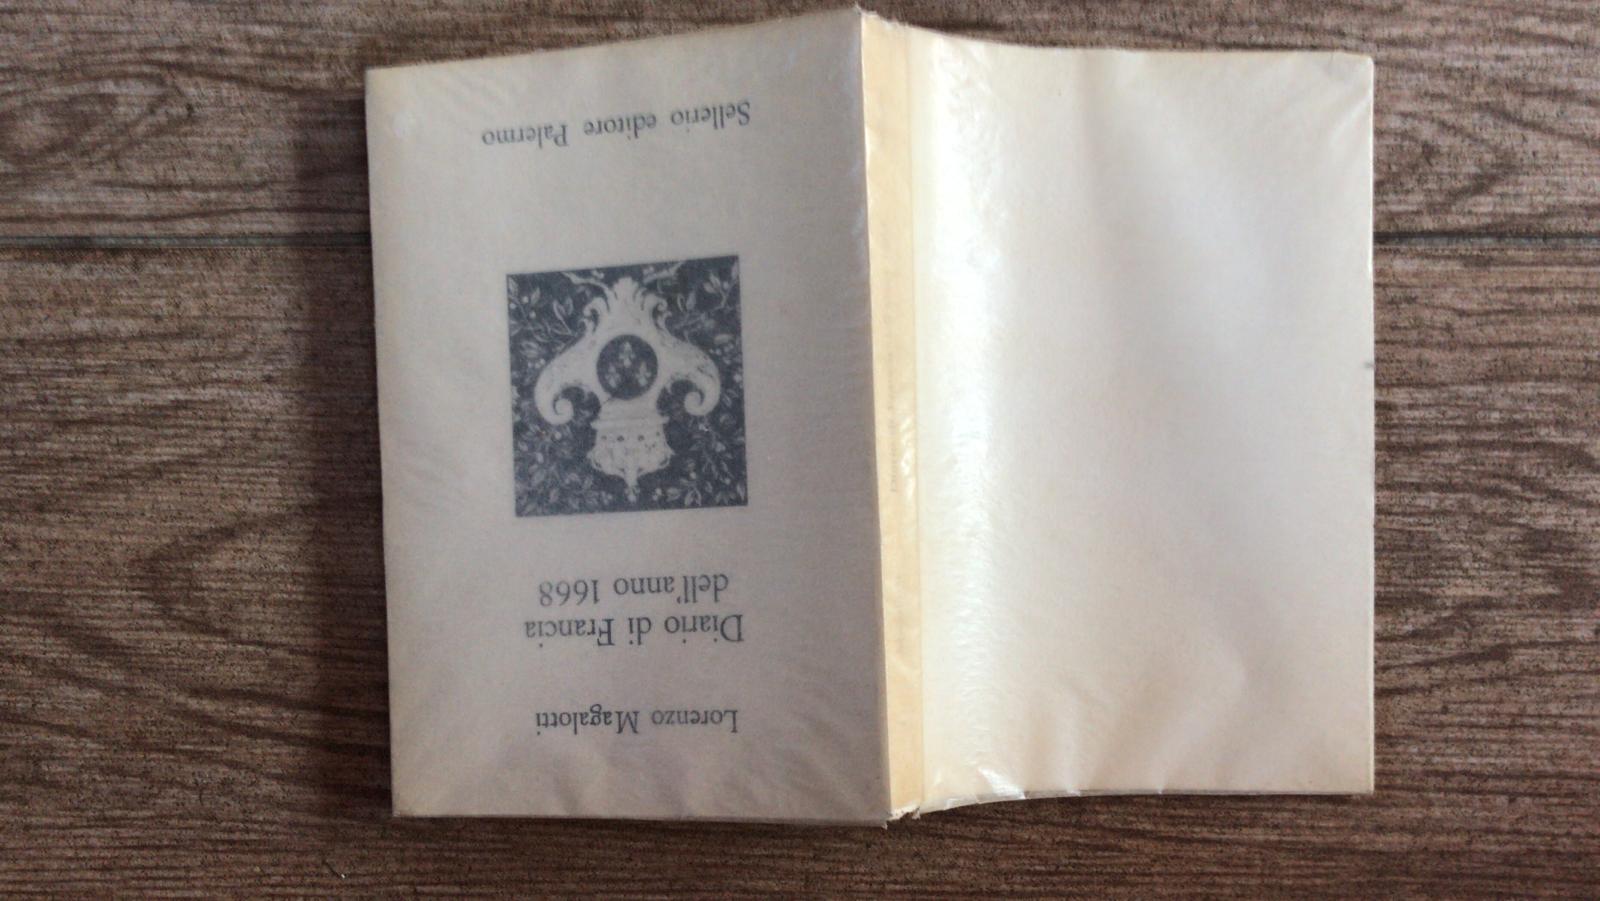 Lorenzo Magalotti
Diario di Francia
dell'anno 1668
Sellerio editore Palermo